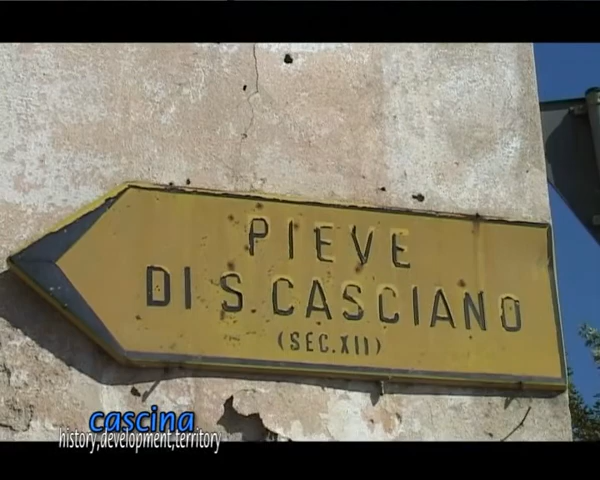 PIEVE
DI S CASCIANO
(SEC.XII)
cascina
history,development,territory